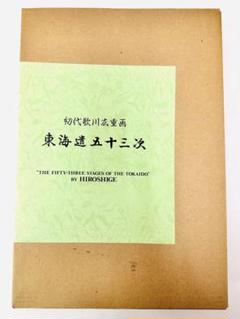 初代歌川広重画
東海道五十三次
"THE FIFTY-THREE STAGES OF THE TOKAIDO"
BY HIROSHIGE